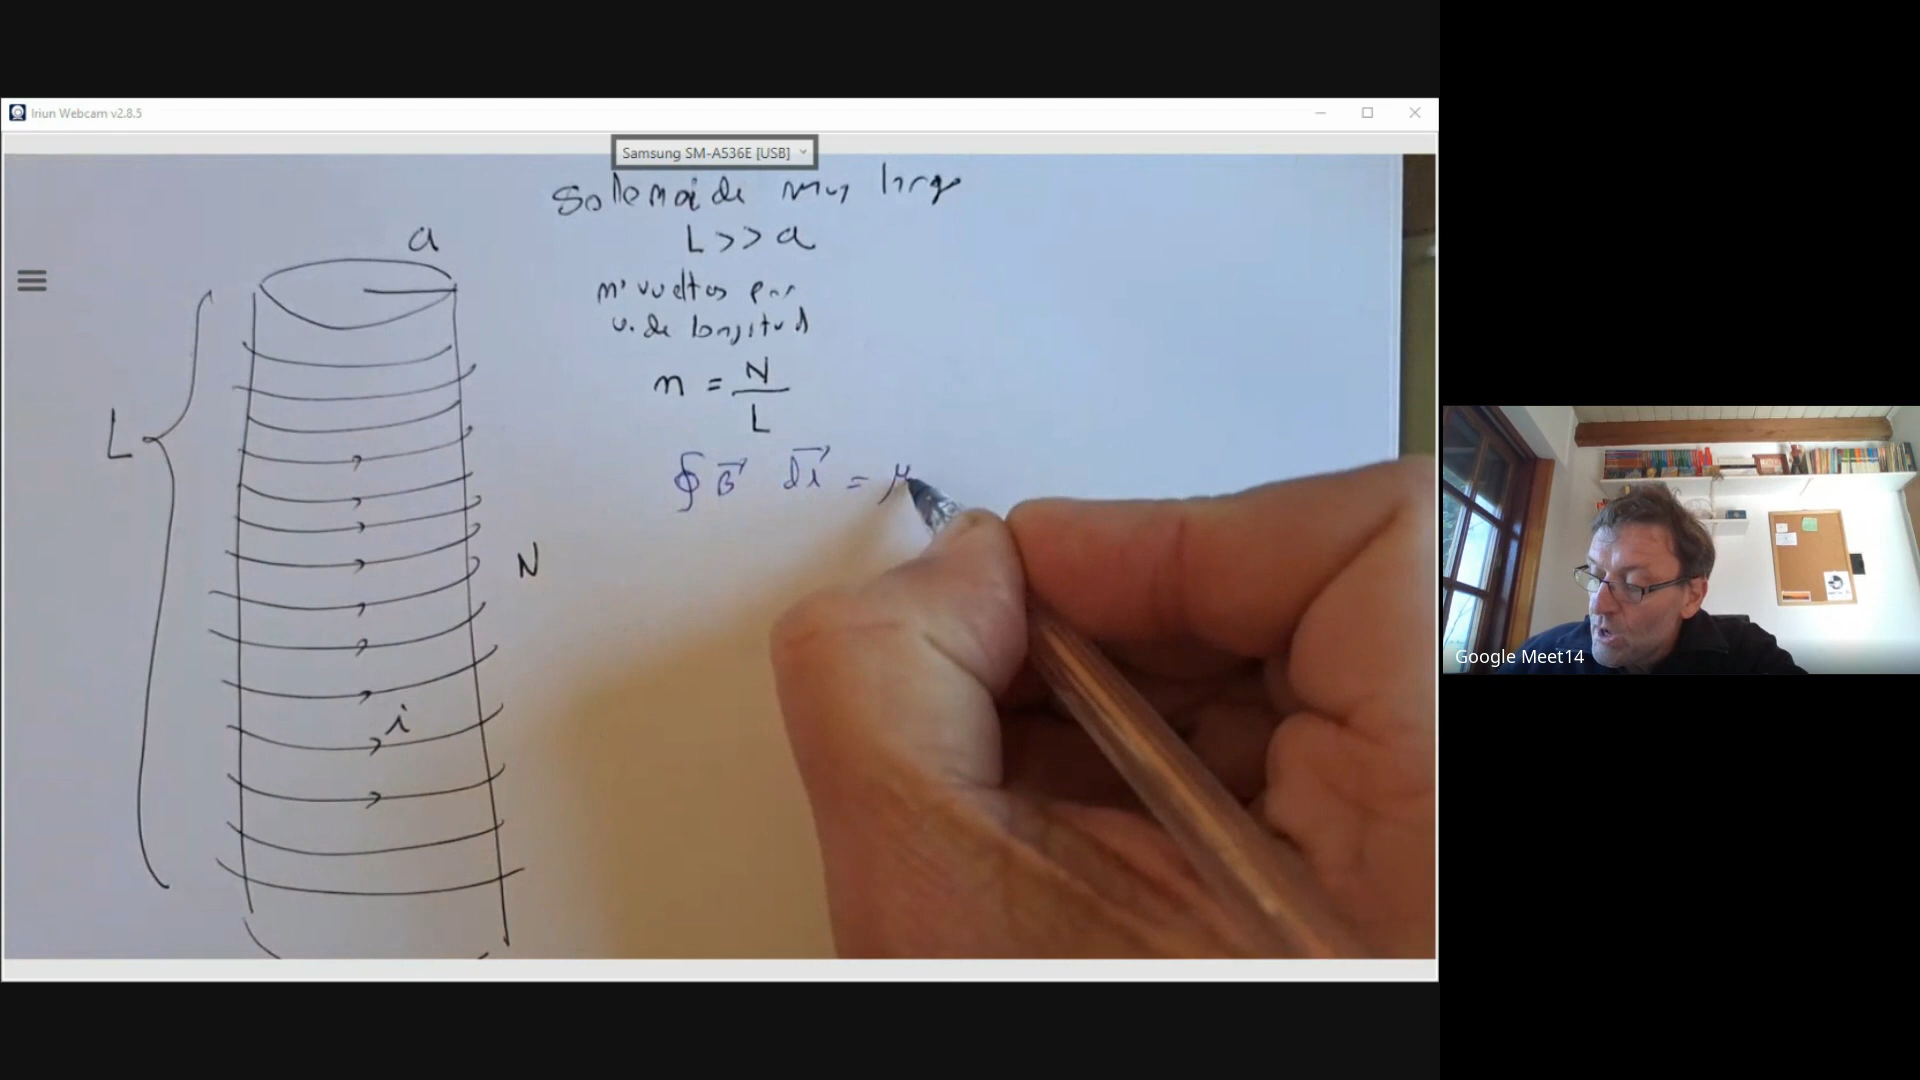 Iriun Webcam v2.8.5
Samsung SM-A536E [USB]
Solenoide muy largo
L >> a
a
nº vueltas por
u. de longitud
n = N / L
L
∮ B⃗ dl⃗ = μ
N
i
Google Meet14